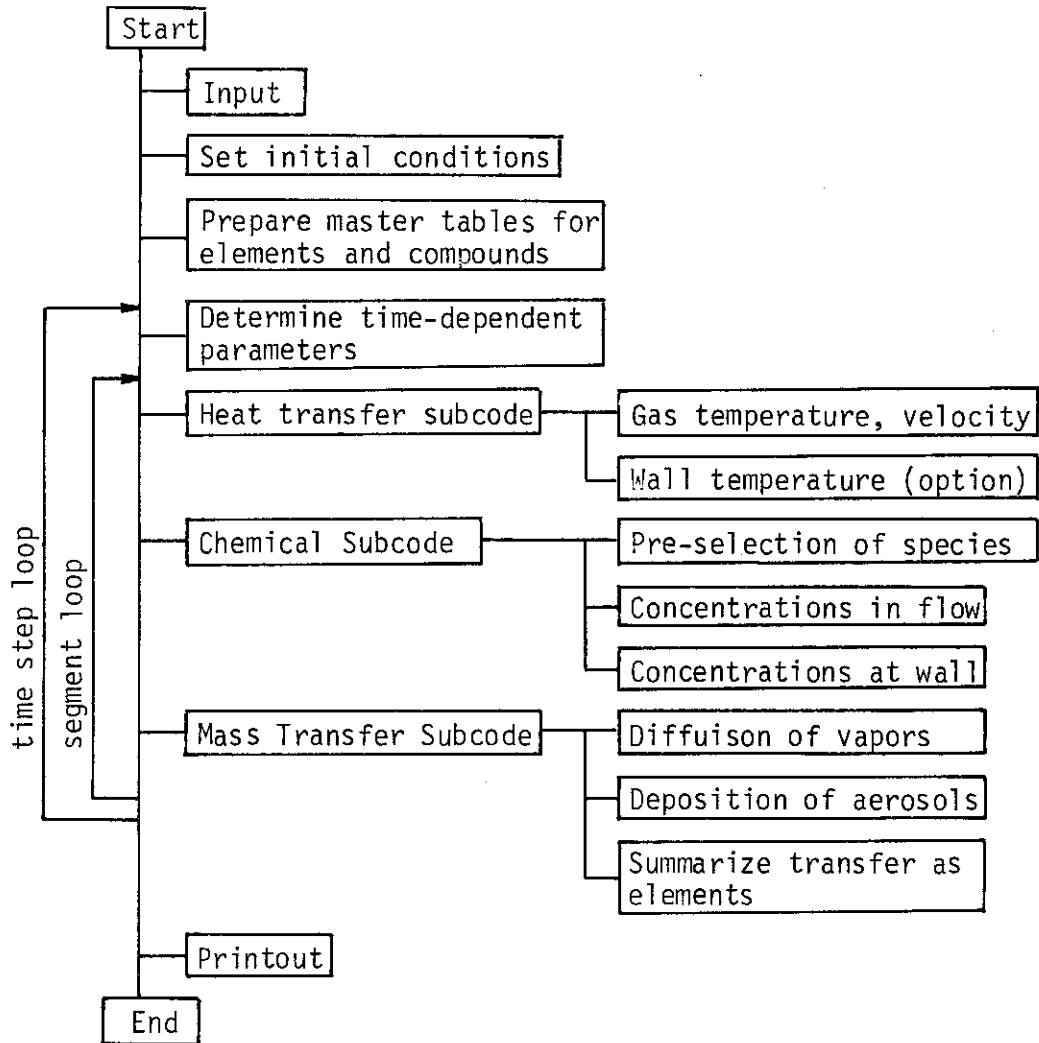 Start
Input
Set initial conditions
Prepare master tables for
elements and compounds
Determine time-dependent
parameters
Heat transfer subcode
Gas temperature, velocity
Wall temperature (option)
Chemical Subcode
Pre-selection of species
Concentrations in flow
Concentrations at wall
time step loop
segment loop
Mass Transfer Subcode
Diffuison of vapors
Deposition of aerosols
Summarize transfer as
elements
Printout
End